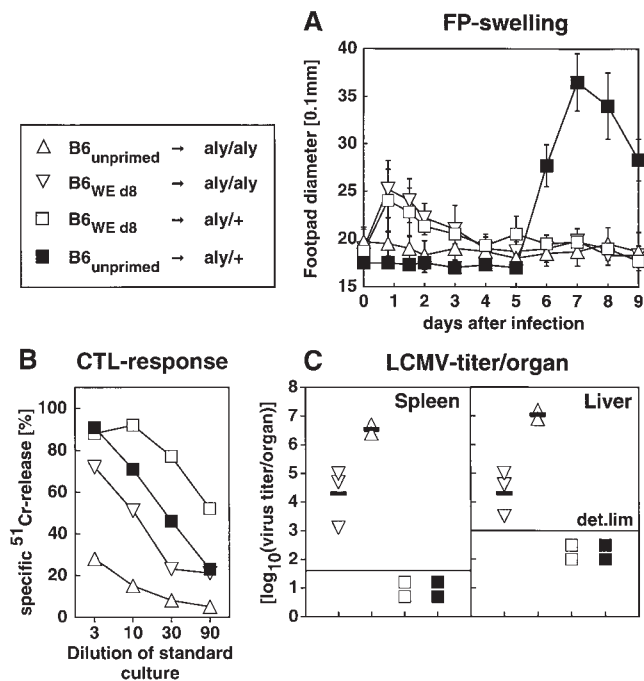 A FP-swelling
40
35
30
25
20
15
Footpad diameter [0.1mm]
0 1 2 3 4 5 6 7 8 9
days after infection
△ B6unprimed → aly/aly
▽ B6WE d8 → aly/aly
□ B6WE d8 → aly/+
■ B6unprimed → aly/+
B CTL-response
100
80
60
40
20
0
specific 51Cr-release [%]
3 10 30 90
Dilution of standard
culture
C LCMV-titer/organ
Spleen
Liver
8
7
6
5
4
3
2
1
0
[log10(virus titer/organ)]
det.lim